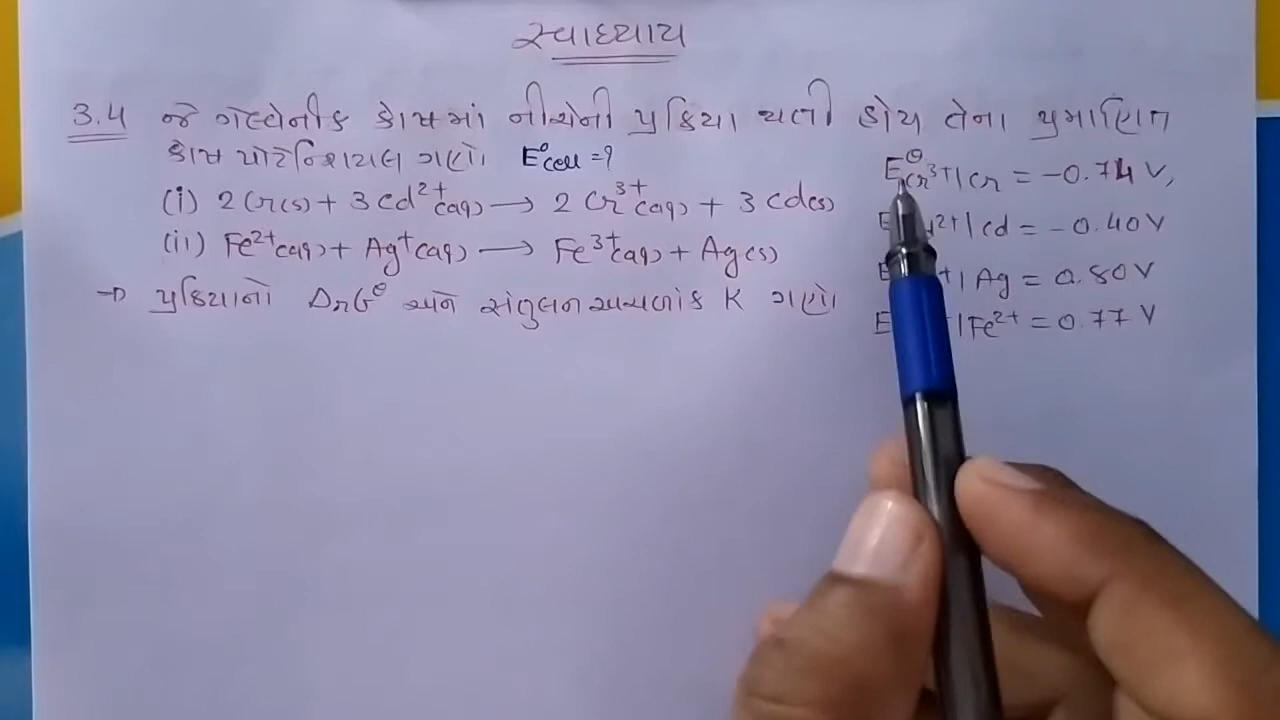 સ્વાધ્યાય
3.4 જે ગેલ્વેનીક કોષમાં નીચેની પ્રક્રિયા થતી હોય તેના પ્રમાણિત
કોષ પોટેન્શિયલ ગણો. E°cell = ?
(i) 2Cr(s) + 3Cd²⁺(aq) → 2Cr³⁺(aq) + 3Cd(s)
(ii) Fe²⁺(aq) + Ag⁺(aq) → Fe³⁺(aq) + Ag(s)
→ પ્રક્રિયાનો ΔrG⊖ અને સંતુલન અચળાંક K ગણો.
E⊖Cr³⁺|Cr = -0.74 V,
E ²⁺|Cd = -0.40 V
E ⁺|Ag = 0.80 V
E |Fe²⁺ = 0.77 V